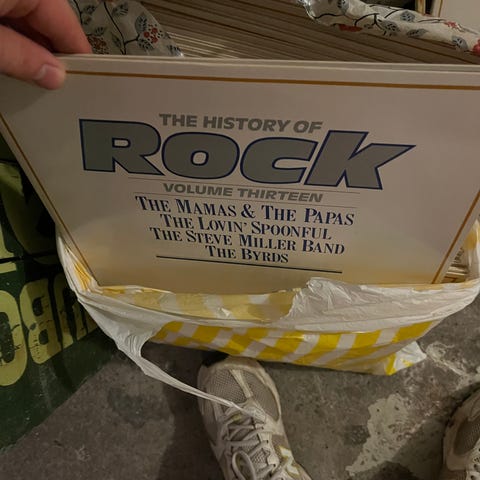 THE HISTORY OF
ROCK
VOLUME THIRTEEN
THE MAMAS & THE PAPAS
THE LOVIN' SPOONFUL
THE STEVE MILLER BAND
THE BYRDS